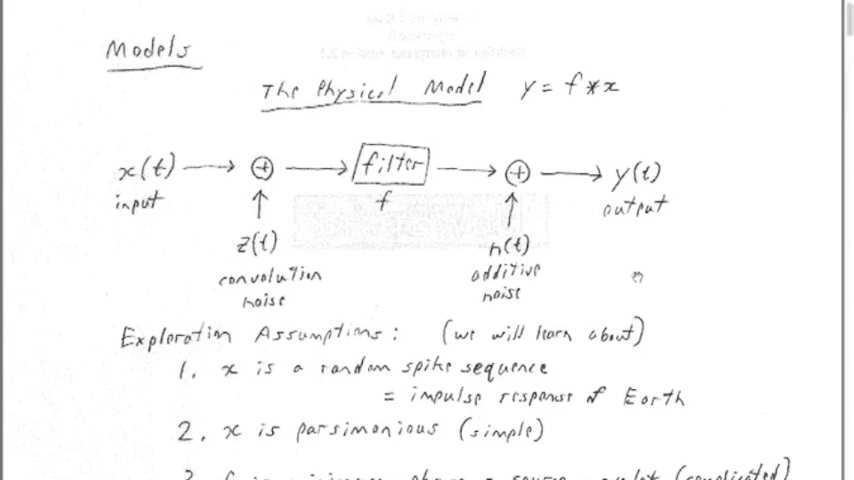 Models
The Physical Model y = f * x
x(t) → ⊕ → filter → ⊕ → y(t)
input f output
z(t) n(t)
convolution additive
noise noise
Exploration Assumptions: (we will learn about)
1. x is a random spike sequence
= impulse response of Earth
2. x is parsimonious (simple)
(complicated)